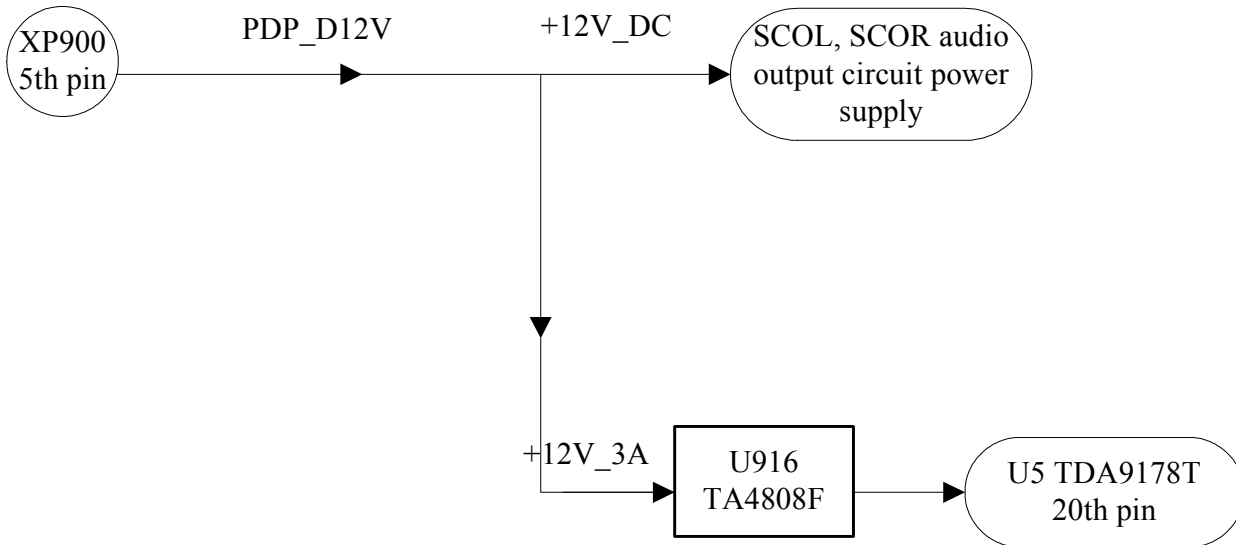 XP900
5th pin
PDP_D12V
+12V_DC
SCOL, SCOR audio
output circuit power
supply
+12V_3A
U916
TA4808F
U5 TDA9178T
20th pin